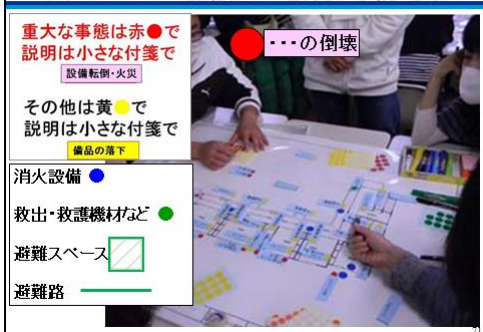 重大な事態は赤●で
説明は小さな付箋で
設備転倒・火災
その他は黄●で
説明は小さな付箋で
備品の落下
消火設備
救出・救護機材など
避難スペース
避難路
・・・の倒壊